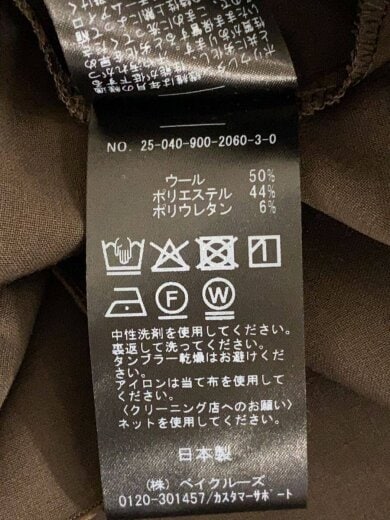 NO. 25-040-900-2060-3-0
ウール 50%
ポリエステル 44%
ポリウレタン 6%
F W
中性洗剤を使用してください。
裏返して洗ってください。
タンブラー乾燥はお避けくだ
さい。
アイロンは当て布を使用して
ください。
〈クリーニング店へのお願い〉
ネットを使用してください。
日本製
(株) ベイクルーズ
0120-301457/カスタマーサポート